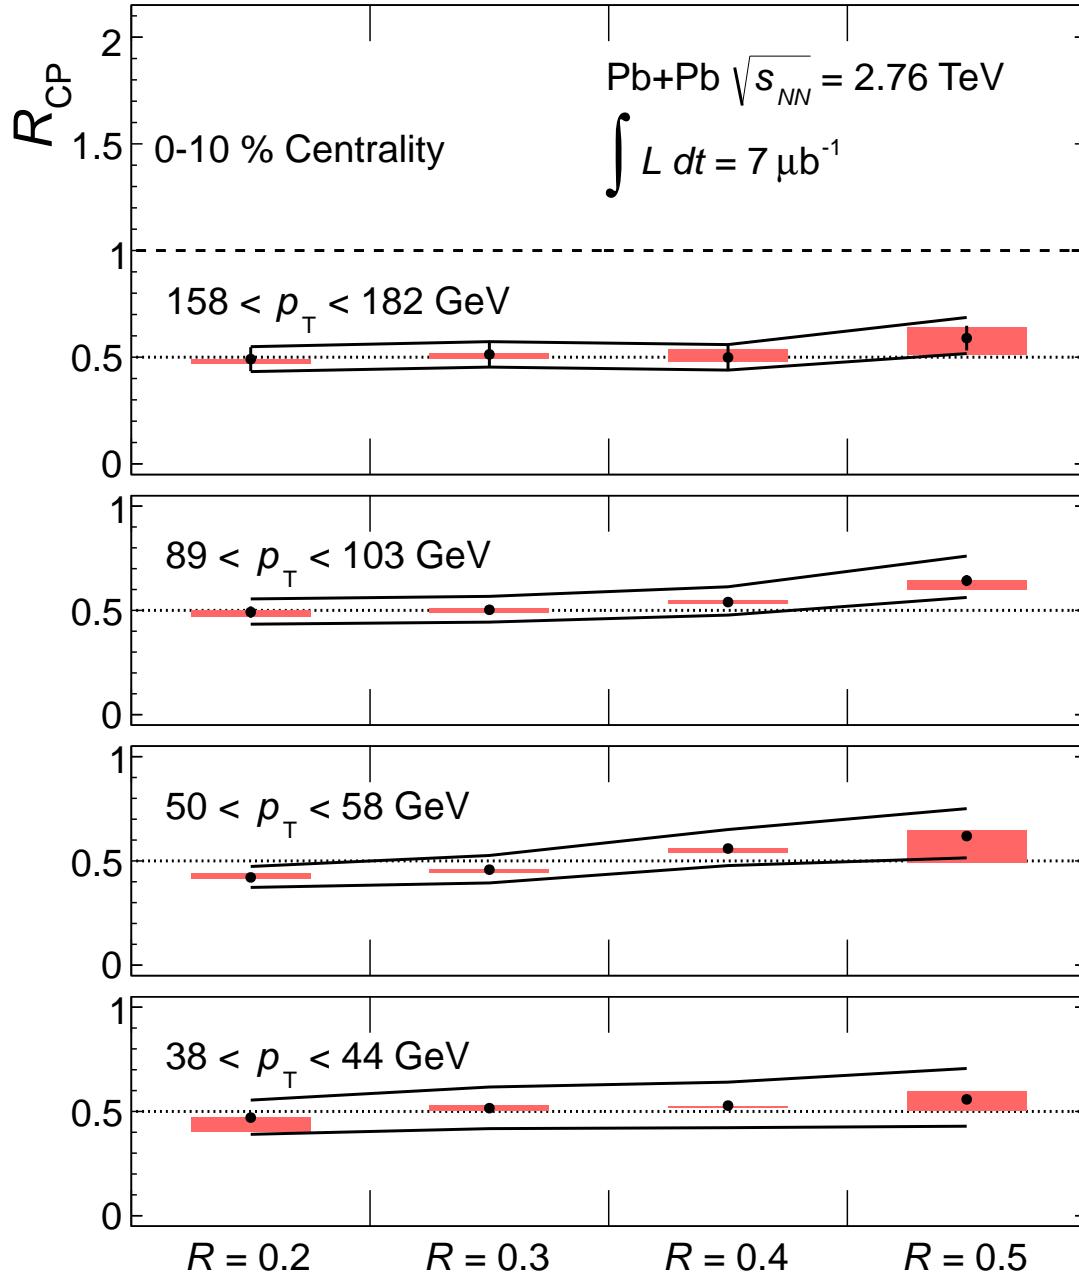 2
Pb+Pb √s_NN = 2.76 TeV
R_CP
1.5
0-10 % Centrality
∫ L dt = 7 μb⁻¹
1
158 < p_T < 182 GeV
0.5
0
1
89 < p_T < 103 GeV
0.5
0
1
50 < p_T < 58 GeV
0.5
0
1
38 < p_T < 44 GeV
0.5
0
R = 0.2 R = 0.3 R = 0.4 R = 0.5